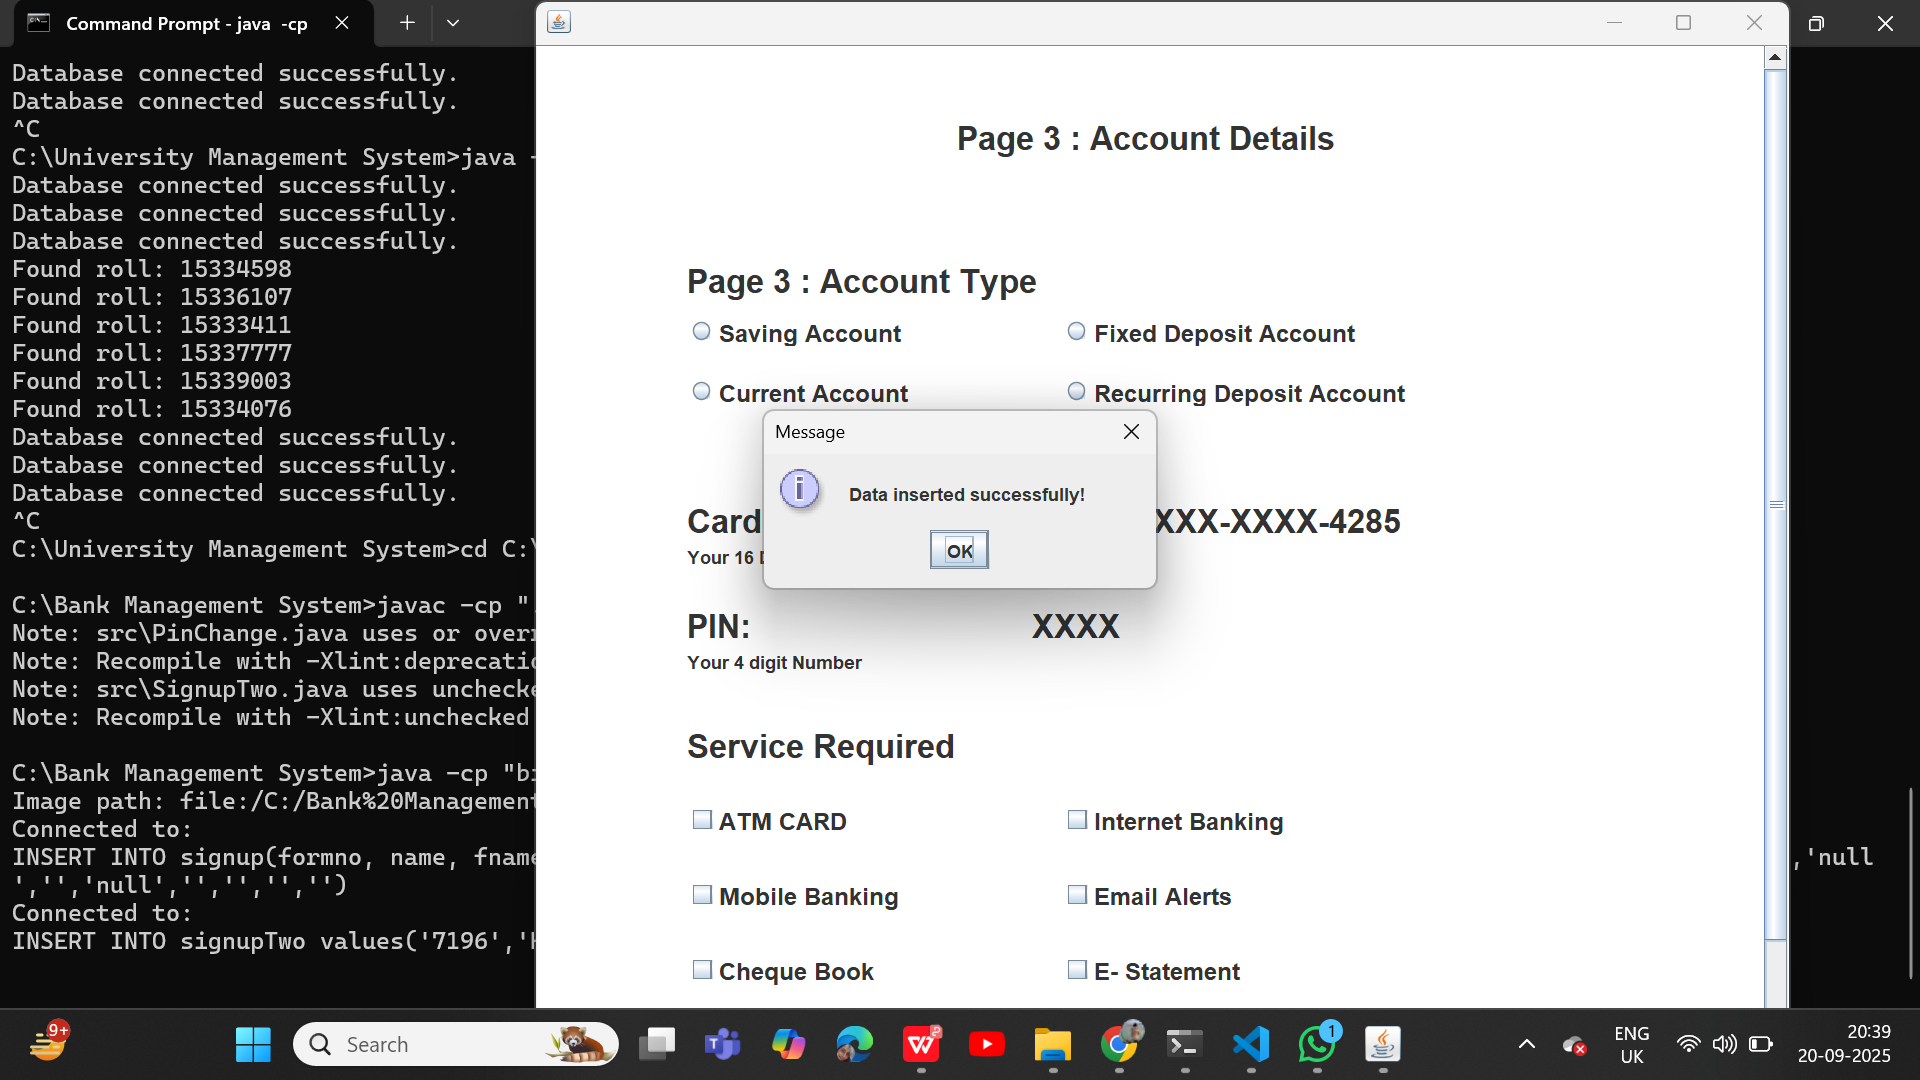 Command Prompt - java -cp
Database connected successfully.
Database connected successfully.
^C
C:\University Management System>java -
Database connected successfully.
Database connected successfully.
Database connected successfully.
Found roll: 15334598
Found roll: 15336107
Found roll: 15333411
Found roll: 15337777
Found roll: 15339003
Found roll: 15334076
Database connected successfully.
Database connected successfully.
Database connected successfully.
^C
C:\University Management System>cd C:\
C:\Bank Management System>javac -cp ".
Note: src\PinChange.java uses or overr
Note: Recompile with -Xlint:deprecatio
Note: src\SignupTwo.java uses unchecke
Note: Recompile with -Xlint:unchecked
C:\Bank Management System>java -cp "bi
Image path: file:/C:/Bank%20Management
Connected to:
INSERT INTO signup(formno, name, fname
,'null
','','null','','','','')
Connected to:
INSERT INTO signupTwo values('7196','H
Page 3 : Account Details
Page 3 : Account Type
Saving Account
Fixed Deposit Account
Current Account
Recurring Deposit Account
Message
Data inserted successfully!
OK
Card
XXX-XXXX-4285
Your 16 D
PIN:
XXXX
Your 4 digit Number
Service Required
ATM CARD
Internet Banking
Mobile Banking
Email Alerts
Cheque Book
E- Statement
9+
Search
1
ENG
UK
20:39
20-09-2025